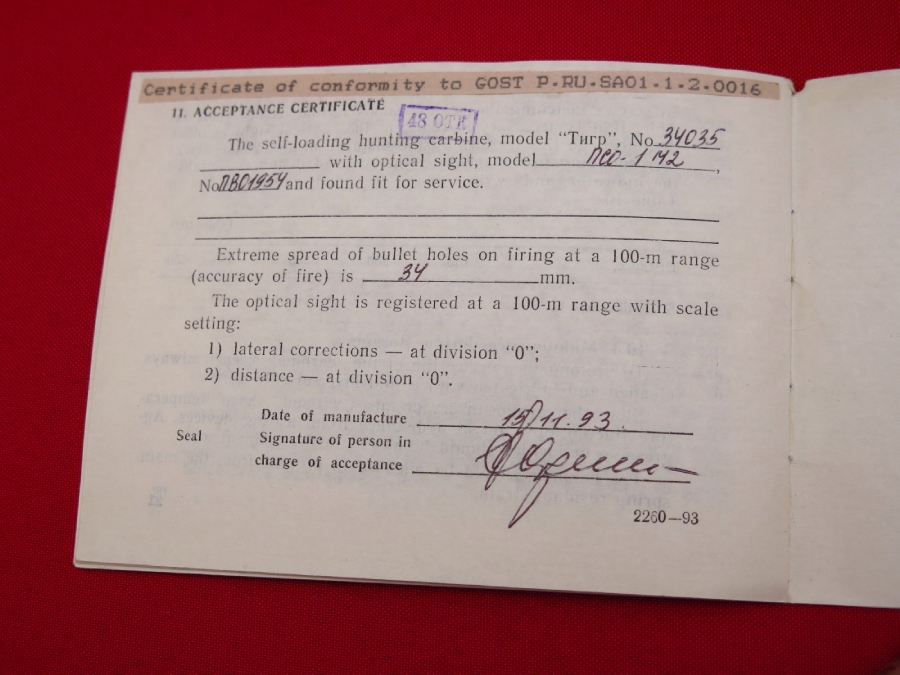 Certificate of conformity to GOST P.RU.SA01.1.2.0016
11. ACCEPTANCE CERTIFICATE
48 ОТК
The self-loading hunting carbine, model "Тигр", No 34035
with optical sight, model ПСО-1М2,
No ПВ01954 and found fit for service.
Extreme spread of bullet holes on firing at a 100-m range
(accuracy of fire) is 34 mm.
The optical sight is registered at a 100-m range with scale
setting:
1) lateral corrections — at division "0";
2) distance — at division "0".
Date of manufacture 15/11.93.
Seal Signature of person in
charge of acceptance
2260—93